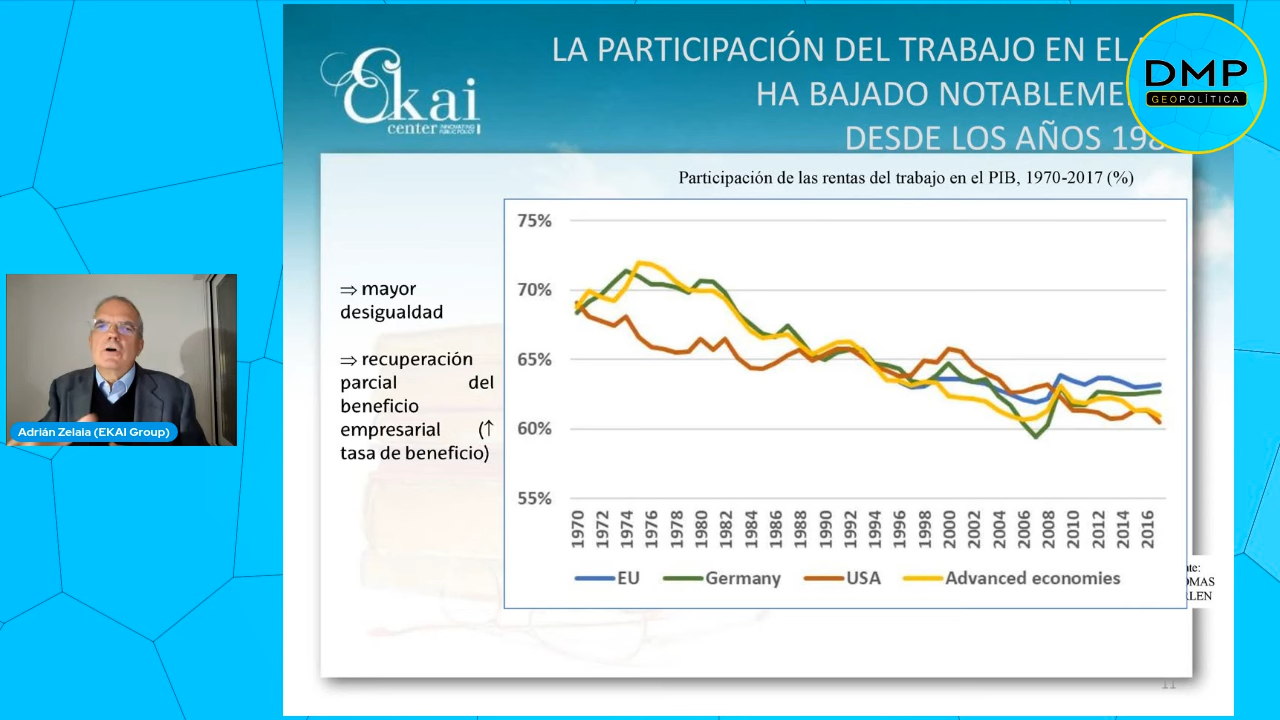 Ekai
center INNOVATING PUBLIC POLICY
LA PARTICIPACIÓN DEL TRABAJO EN EL
HA BAJADO NOTABLEME
DESDE LOS AÑOS 198
DMP
GEOPOLÍTICA
Participación de las rentas del trabajo en el PIB, 1970-2017 (%)
⇒ mayor
desigualdad
⇒ recuperación
parcial del
beneficio
empresarial (↑
tasa de beneficio)
75%
70%
65%
60%
55%
1970 1972 1974 1976 1978 1980 1982 1984 1986 1988 1990 1992 1994 1996 1998 2000 2002 2004 2006 2008 2010 2012 2014 2016
EU Germany USA Advanced economies
Adrián Zelaia (EKAI Group)
11